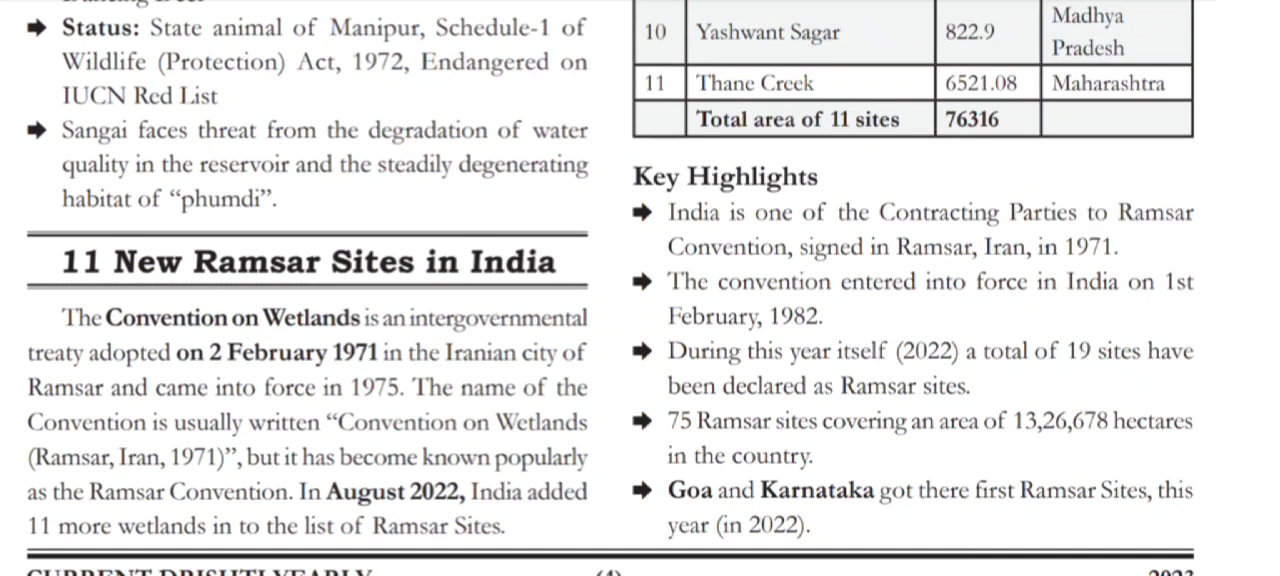 ➡ Status: State animal of Manipur, Schedule-1 of
Wildlife (Protection) Act, 1972, Endangered on
IUCN Red List
➡ Sangai faces threat from the degradation of water
quality in the reservoir and the steadily degenerating
habitat of “phumdi”.
11 New Ramsar Sites in India
The Convention on Wetlands is an intergovernmental
treaty adopted on 2 February 1971 in the Iranian city of
Ramsar and came into force in 1975. The name of the
Convention is usually written “Convention on Wetlands
(Ramsar, Iran, 1971)”, but it has become known popularly
as the Ramsar Convention. In August 2022, India added
11 more wetlands in to the list of Ramsar Sites.
10 Yashwant Sagar 822.9 Madhya
Pradesh
11 Thane Creek 6521.08 Maharashtra
Total area of 11 sites 76316
Key Highlights
➡ India is one of the Contracting Parties to Ramsar
Convention, signed in Ramsar, Iran, in 1971.
➡ The convention entered into force in India on 1st
February, 1982.
➡ During this year itself (2022) a total of 19 sites have
been declared as Ramsar sites.
➡ 75 Ramsar sites covering an area of 13,26,678 hectares
in the country.
➡ Goa and Karnataka got there first Ramsar Sites, this
year (in 2022).
CURRENT DRISHTI YEARLY (4) 2023